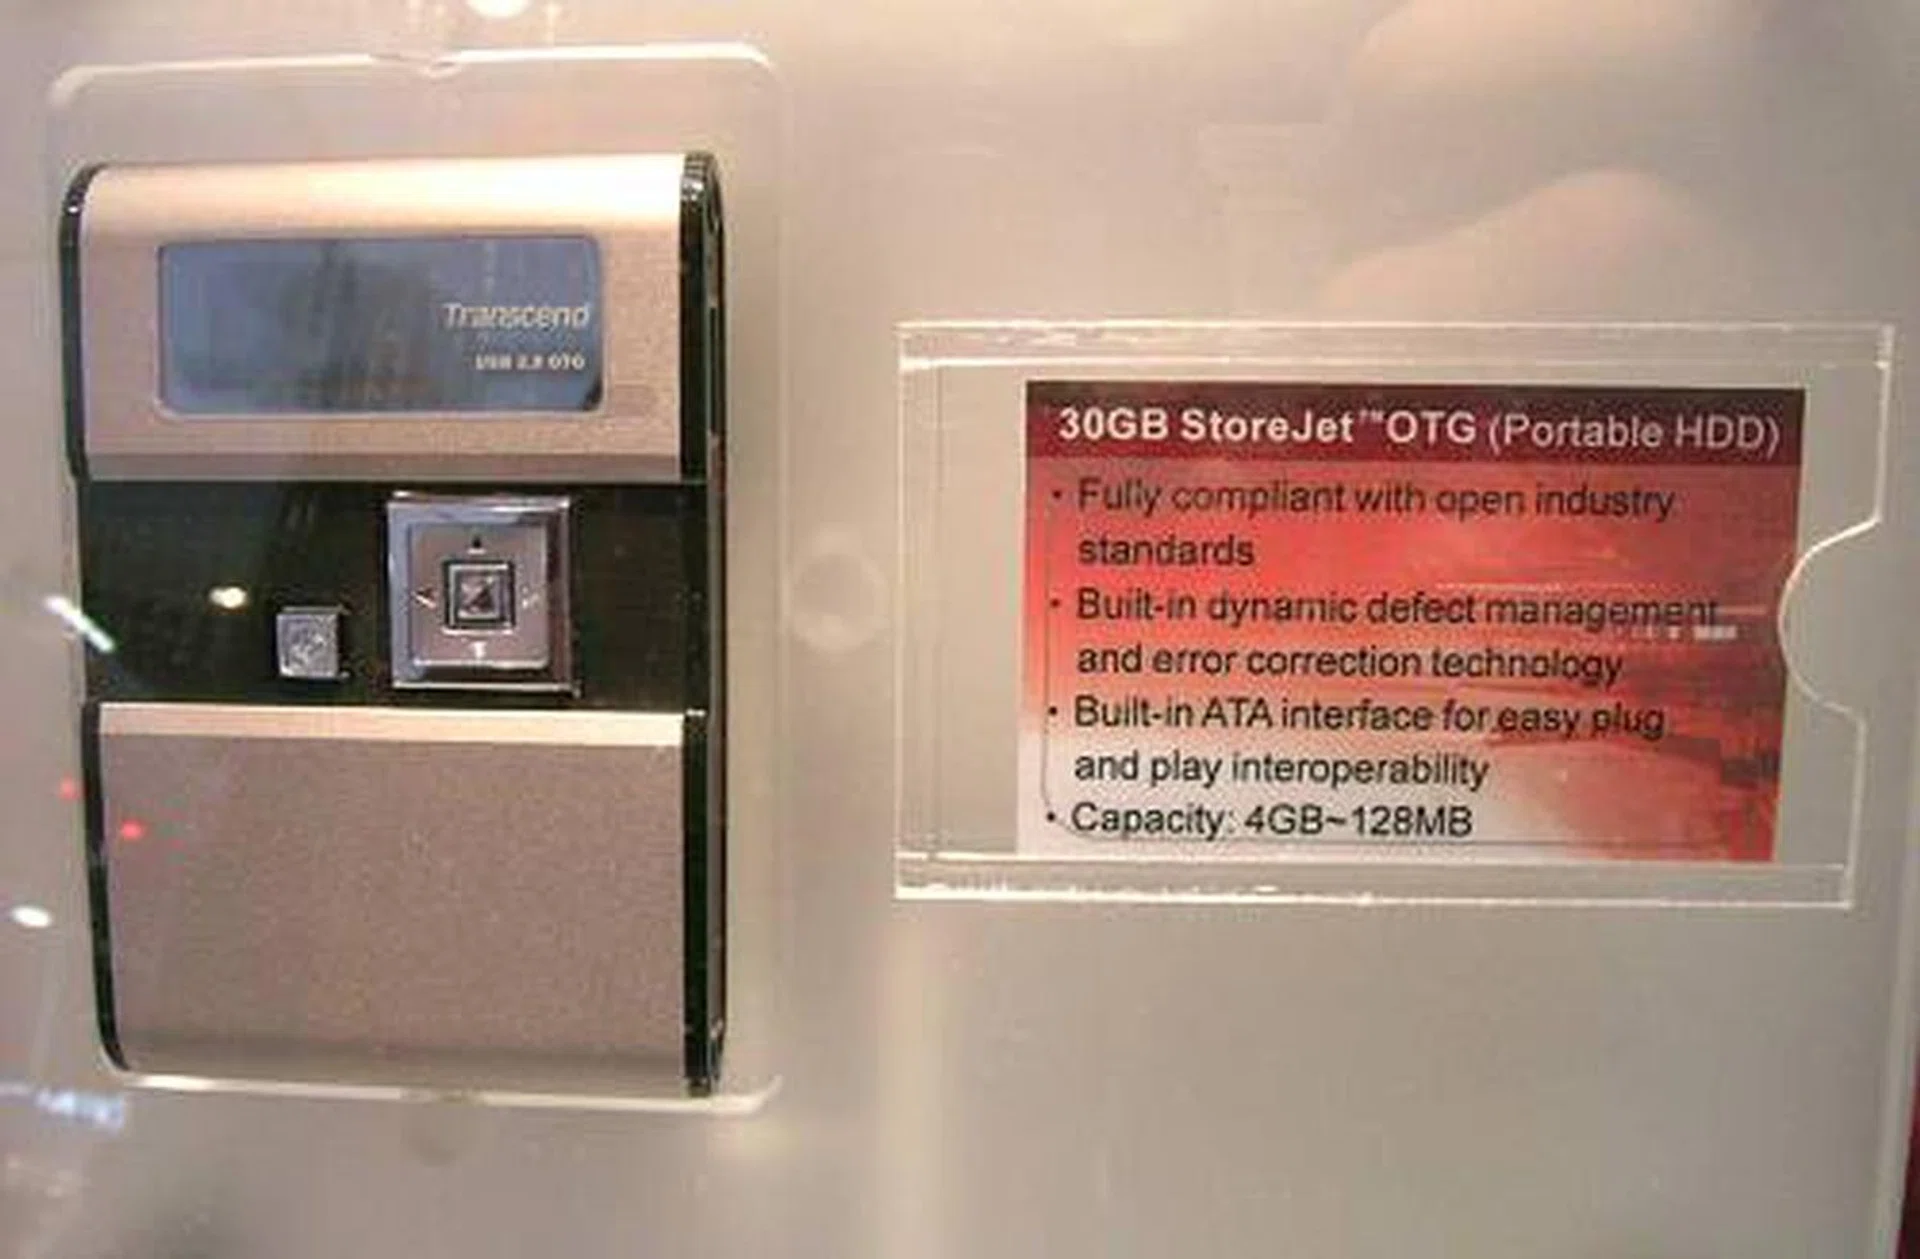 Transcend
USB 2.0 OTG
30GB StoreJet™OTG (Portable HDD)
• Fully compliant with open industry
standards
• Built-in dynamic defect management
and error correction technology
• Built-in ATA interface for easy plug
and play interoperability
• Capacity: 4GB~128MB